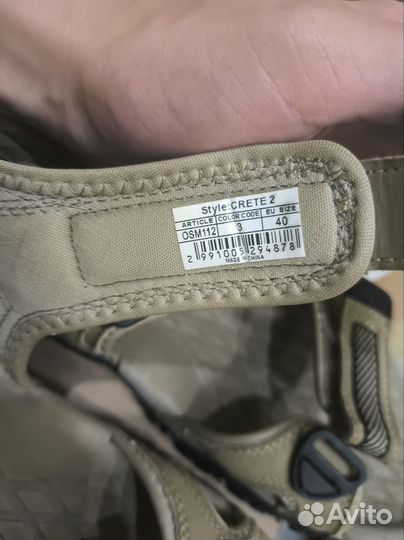 Style:CRETE 2
ARTICLE COLOR CODE EU SIZE
OSM112 3 40
2 991005 294878
MADE IN CHINA
Avito